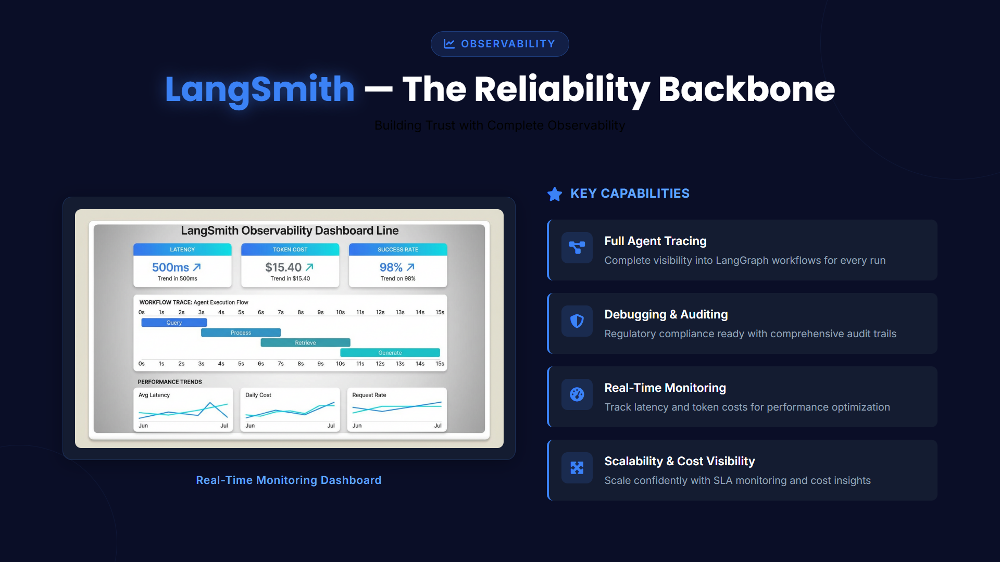 OBSERVABILITY
LangSmith — The Reliability Backbone
Building Trust with Complete Observability
LangSmith Observability Dashboard Line
LATENCY
500ms
Trend in 500ms
TOKEN COST
$15.40
Trend in $15.40
SUCCESS RATE
98%
Trend on 98%
WORKFLOW TRACE: Agent Execution Flow
0s 1s 2s 3s 4s 5s 6s 7s 8s 9s 10s 11s 12s 13s 14s 15s
Query
Process
Retrieve
Generate
0s 1s 2s 3s 4s 5s 6s 7s 8s 9s 10s 11s 12s 13s 14s 15s
PERFORMANCE TRENDS
Avg Latency
Jun Jul
Daily Cost
Jun Jul
Request Rate
Jun Jul
Real-Time Monitoring Dashboard
KEY CAPABILITIES
Full Agent Tracing
Complete visibility into LangGraph workflows for every run
Debugging & Auditing
Regulatory compliance ready with comprehensive audit trails
Real-Time Monitoring
Track latency and token costs for performance optimization
Scalability & Cost Visibility
Scale confidently with SLA monitoring and cost insights